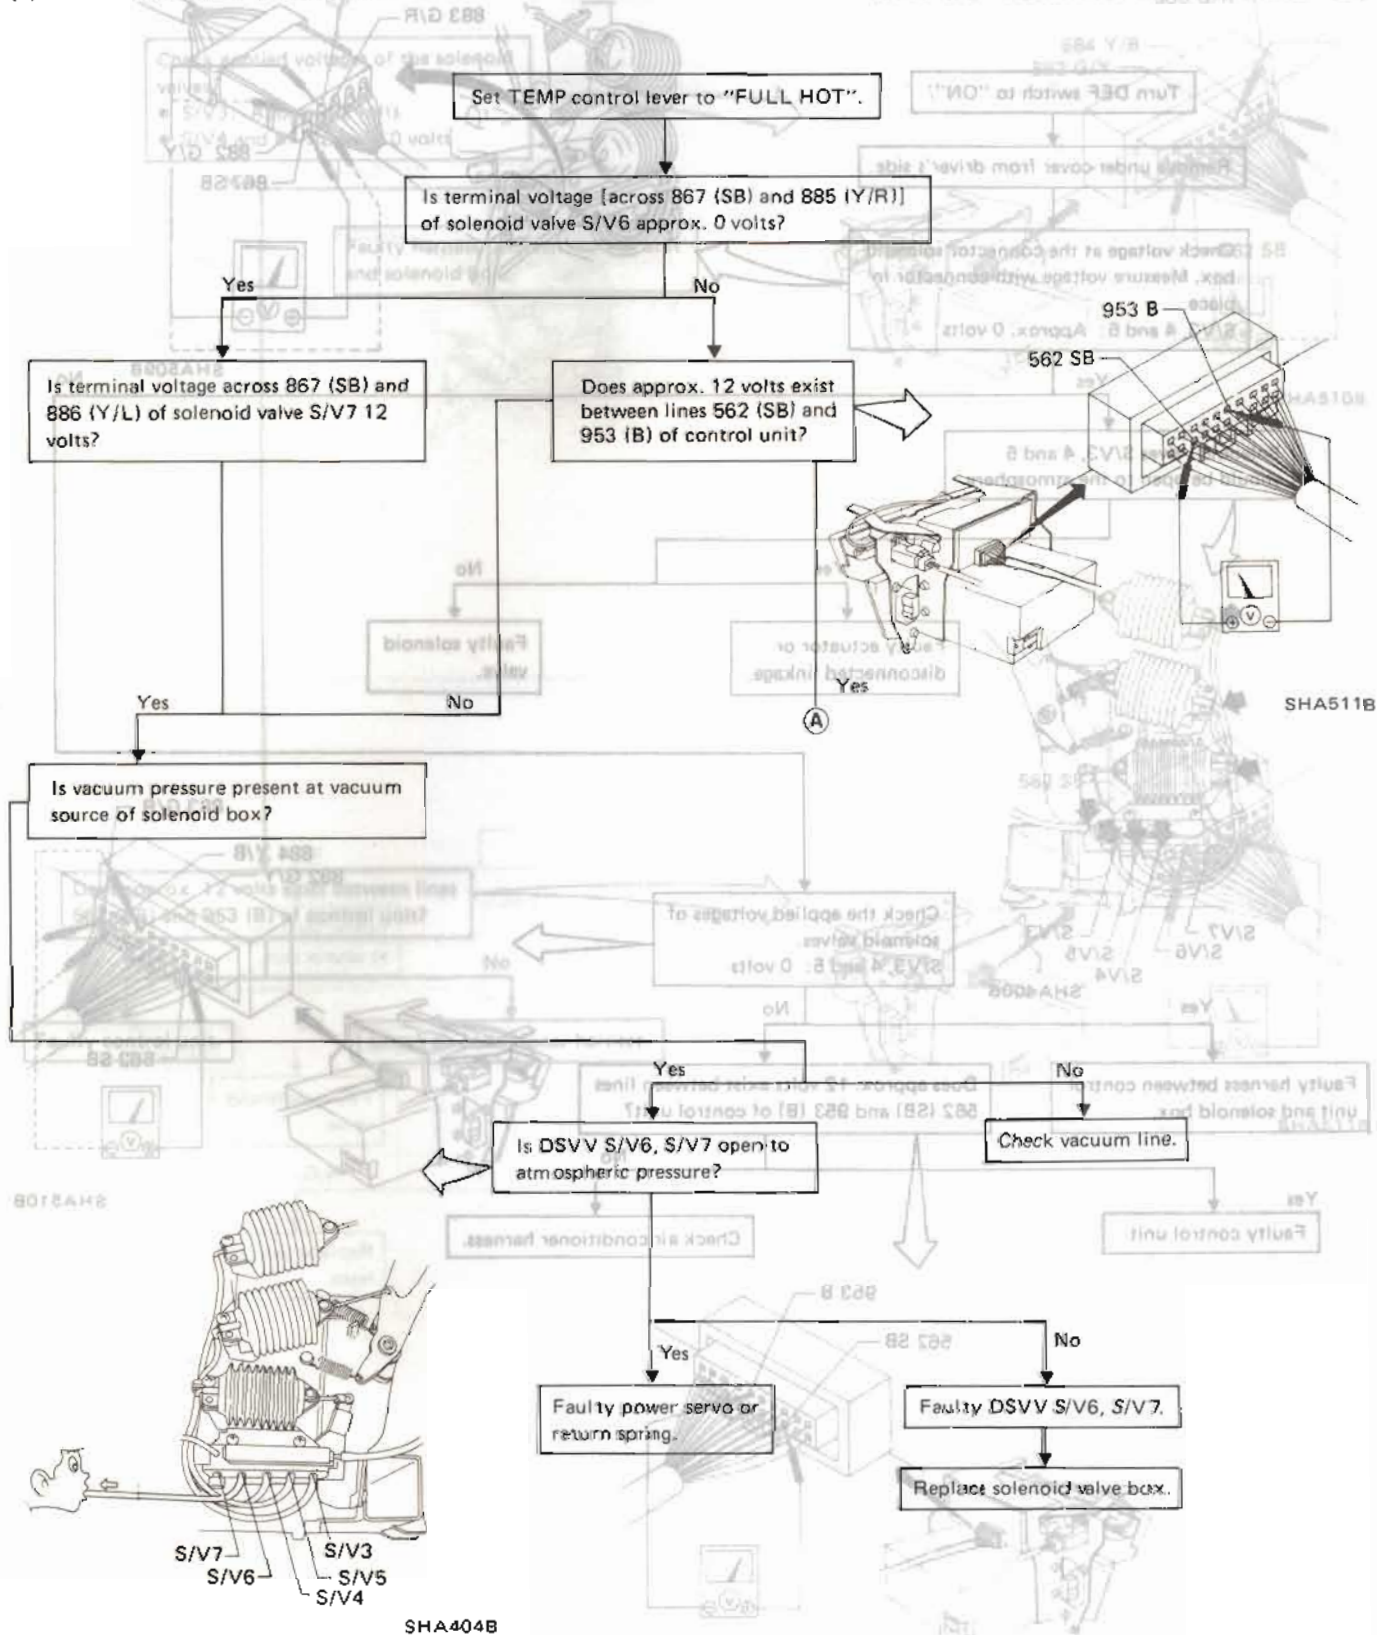 Set TEMP control lever to "FULL HOT".
Is terminal voltage [across 867 (SB) and 885 (Y/R)]
of solenoid valve S/V6 approx. 0 volts?
Yes
No
Is terminal voltage across 867 (SB) and
886 (Y/L) of solenoid valve S/V7 12
volts?
Does approx. 12 volts exist
between lines 562 (SB) and
953 (B) of control unit?
953 B
562 SB
SHA511B
Yes
No
Yes
A
Is vacuum pressure present at vacuum
source of solenoid box?
Yes
No
Is DSVV S/V6, S/V7 open to
atmospheric pressure?
Check vacuum line.
Yes
No
Faulty power servo or
return spring.
Faulty DSVV S/V6, S/V7.
Replace solenoid valve box.
S/V7
S/V6
S/V3
S/V5
S/V4
SHA404B